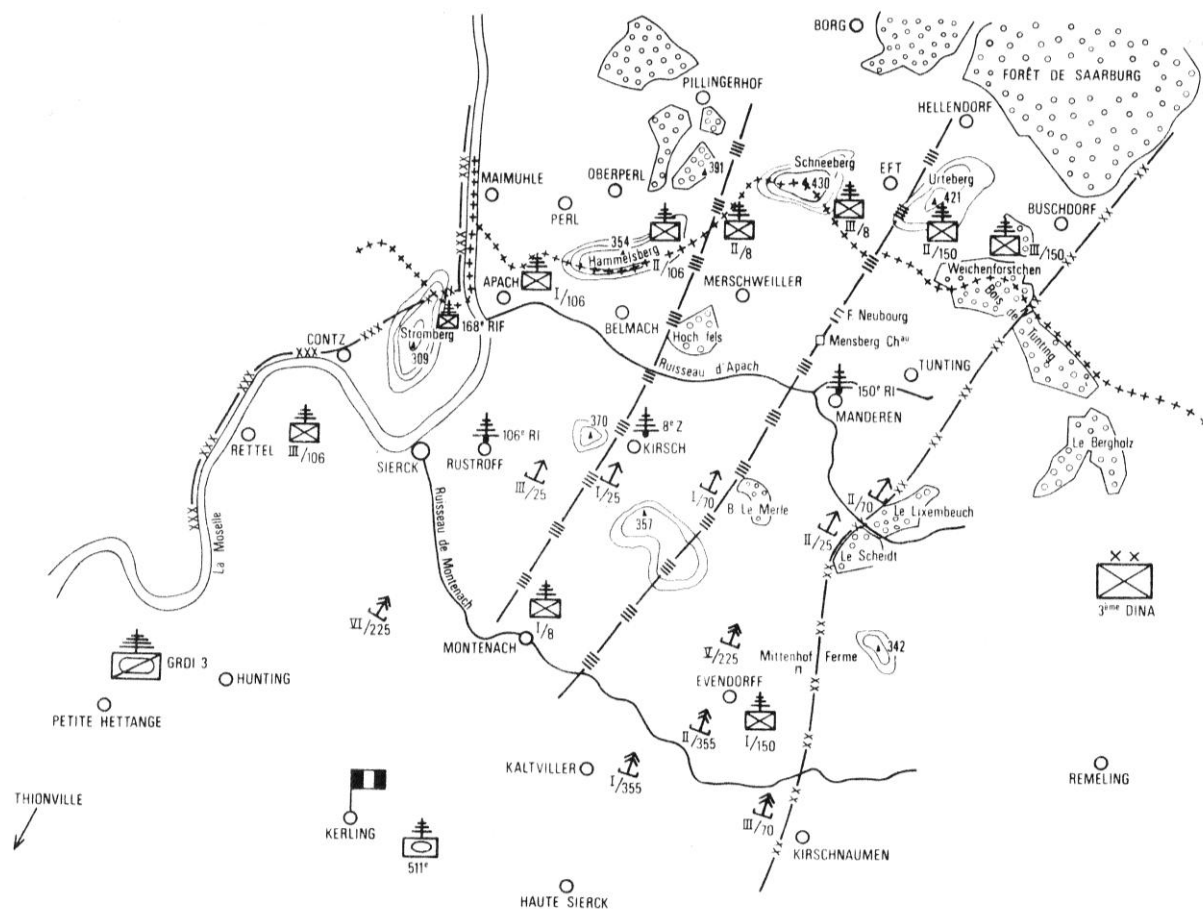 BORG
FORÊT DE SAARBURG
PILLINGERHOF
HELLENDORF
391
Schneeberg
430
EFT
Urteberg
421
MAIMUHLE
OBERPERL
PERL
III/8
BUSCHDORF
354
Hammelsberg
II/106
II/8
II/150
III/150
Weichenforstchen
Bois de Tünting
APACH
I/106
MERSCHWEILLER
168e RIF
Stromberg
309
BELMACH
Hoch fels
F. Neubourg
Mensberg Chau
CONTZ
Ruisseau d'Apach
TUNTING
150e RI
MANDEREN
XXX
XX
RETTEL
III/106
106e RI
SIERCK
RUSTROFF
370
8e Z
KIRSCH
Le Bergholz
III/25
I/25
I/70
B. Le Merle
II/70
Le Lixembeuch
II/25
Le Scheidt
357
La Moselle
Ruisseau de Montenach
3ème DINA
VI/225
I/8
MONTENACH
V/225
Mittenhof Ferme
342
GRDI 3
HUNTING
PETITE HETTANGE
EVENDORFF
II/355
I/150
KALTVILLER
I/355
REMELING
THIONVILLE
KERLING
511e
III/70
KIRSCHNAUMEN
HAUTE SIERCK